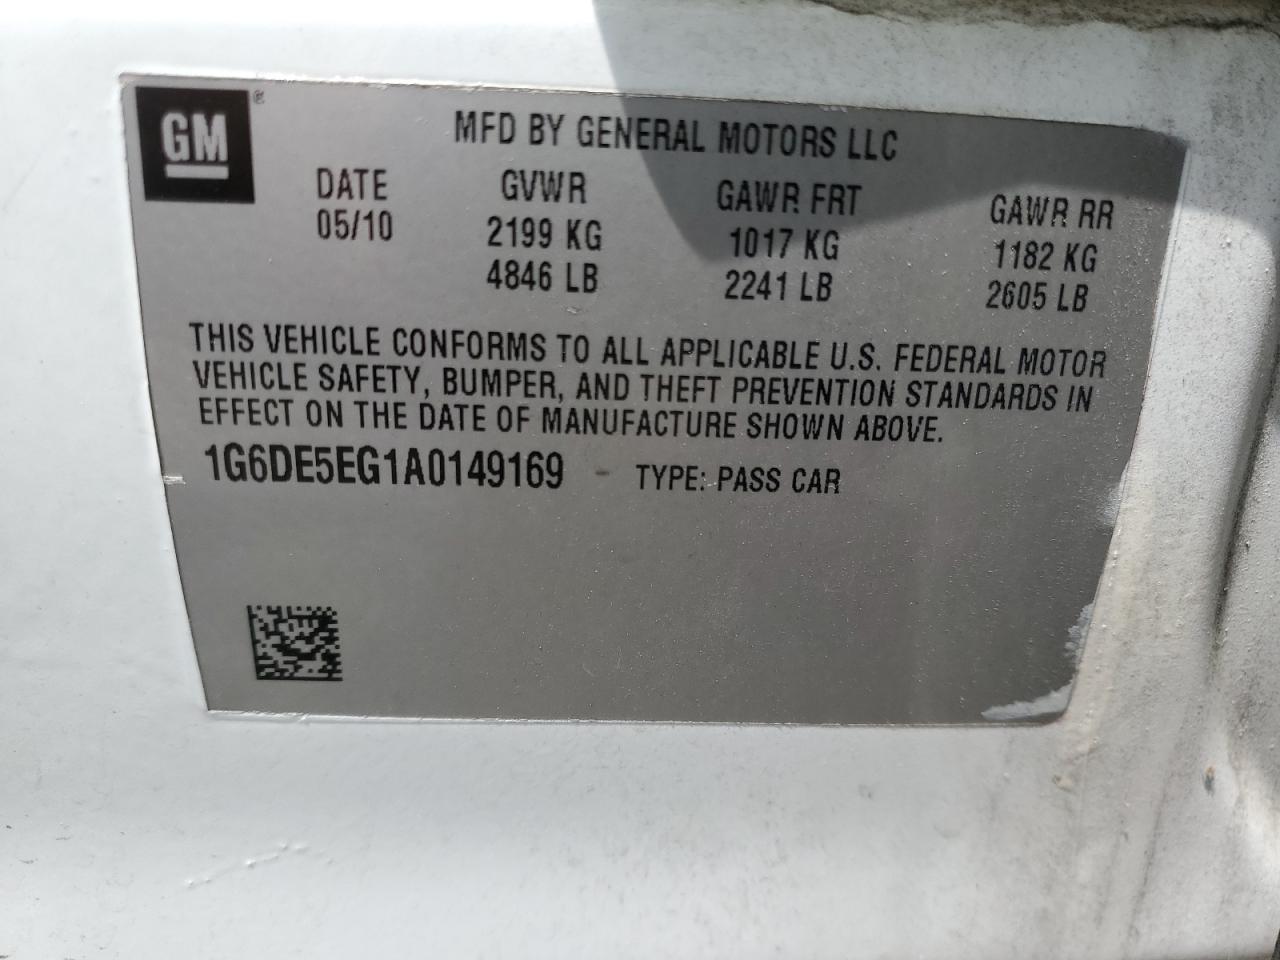 GM ®
MFD BY GENERAL MOTORS LLC
DATE GVWR GAWR FRT GAWR RR
05/10 2199 KG 1017 KG 1182 KG
4846 LB 2241 LB 2605 LB
THIS VEHICLE CONFORMS TO ALL APPLICABLE U.S. FEDERAL MOTOR
VEHICLE SAFETY, BUMPER, AND THEFT PREVENTION STANDARDS IN
EFFECT ON THE DATE OF MANUFACTURE SHOWN ABOVE.
1G6DE5EG1A0149169 TYPE: PASS CAR